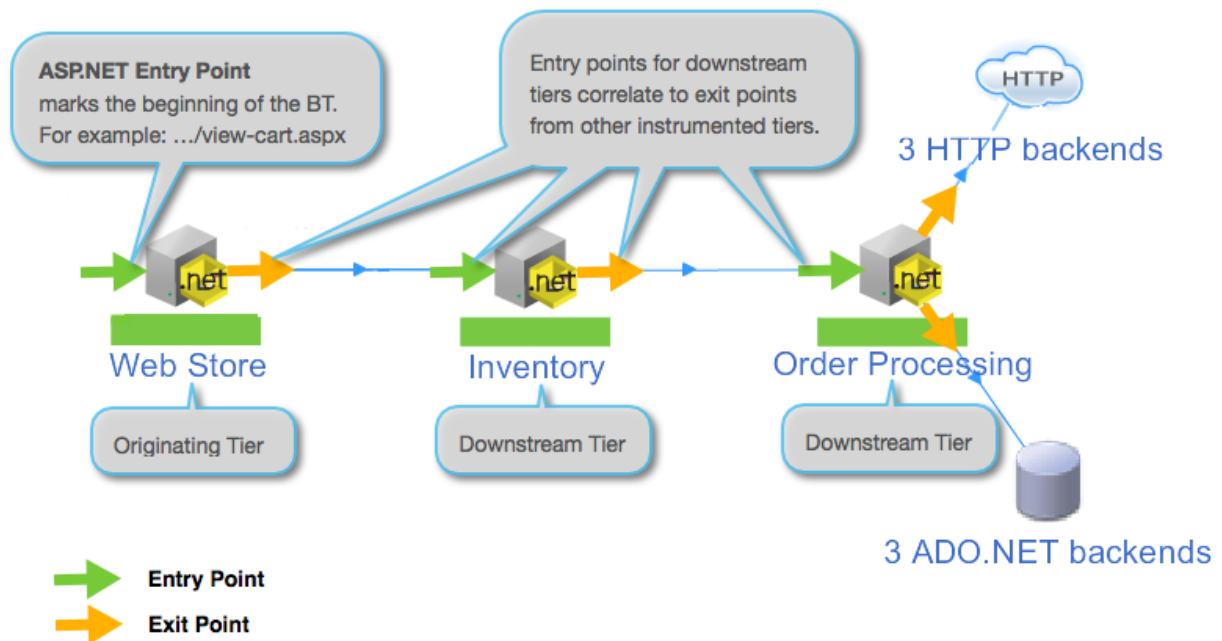 ASP.NET Entry Point
marks the beginning of the BT.
For example: …/view-cart.aspx
Entry points for downstream
tiers correlate to exit points
from other instrumented tiers.
HTTP
3 HTTP backends
.net
.net
.net
Web Store
Inventory
Order Processing
Originating Tier
Downstream Tier
Downstream Tier
3 ADO.NET backends
Entry Point
Exit Point